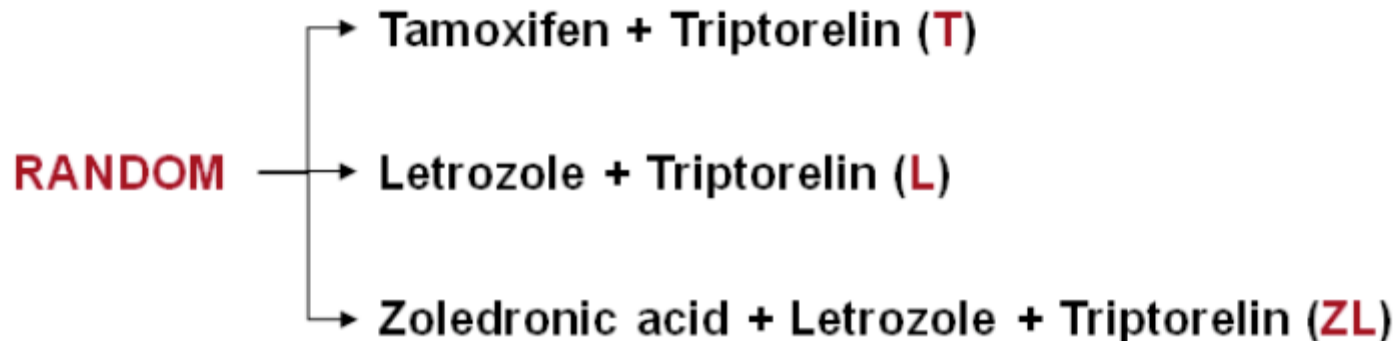 Tamoxifen + Triptorelin (T)
RANDOM
Letrozole + Triptorelin (L)
Zoledronic acid + Letrozole + Triptorelin (ZL)